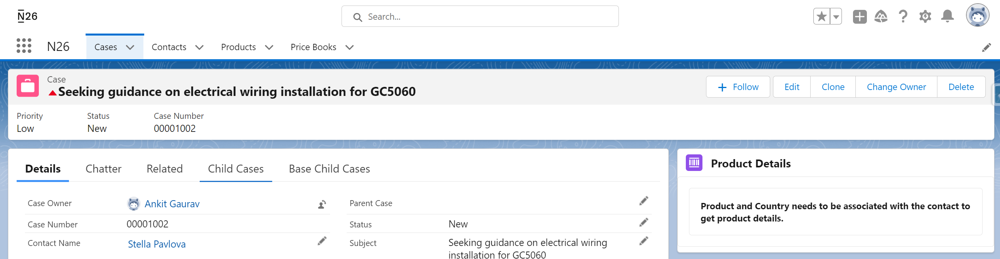 N26
Search...
N26
Cases
Contacts
Products
Price Books
Case
Seeking guidance on electrical wiring installation for GC5060
Follow
Edit
Clone
Change Owner
Delete
Priority
Status
Case Number
Low
New
00001002
Details
Chatter
Related
Child Cases
Base Child Cases
Case Owner
Ankit Gaurav
Parent Case
Case Number
00001002
Status
New
Contact Name
Stella Pavlova
Subject
Seeking guidance on electrical wiring
installation for GC5060
Product Details
Product and Country needs to be associated with the contact to
get product details.